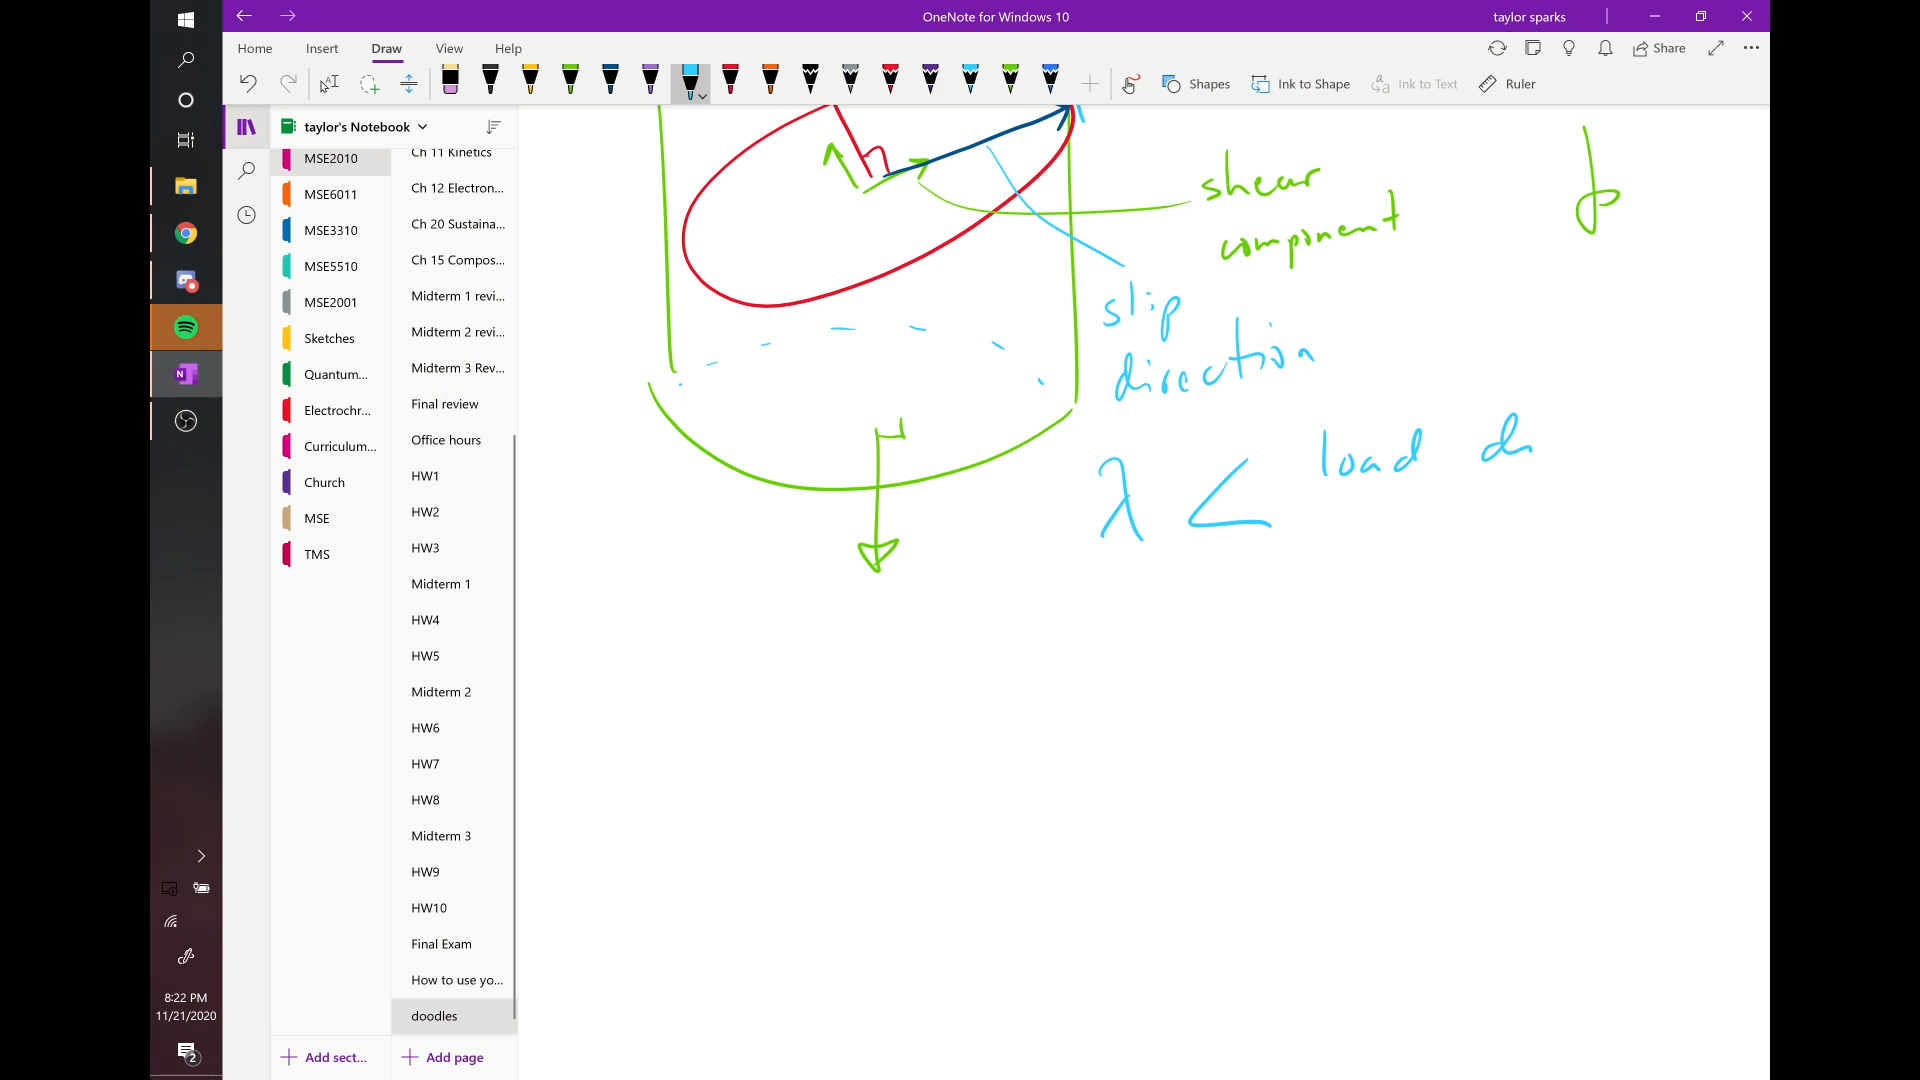 OneNote for Windows 10
taylor sparks
Home
Insert
Draw
View
Help
Share
Shapes
Ink to Shape
Ink to Text
Ruler
taylor's Notebook
MSE2010
MSE6011
MSE3310
MSE5510
MSE2001
Sketches
Quantum...
Electrochr...
Curriculum...
Church
MSE
TMS
Add sect...
Ch 11 Kinetics
Ch 12 Electron...
Ch 20 Sustaina...
Ch 15 Compos...
Midterm 1 revi...
Midterm 2 revi...
Midterm 3 Rev...
Final review
Office hours
HW1
HW2
HW3
Midterm 1
HW4
HW5
Midterm 2
HW6
HW7
HW8
Midterm 3
HW9
HW10
Final Exam
How to use yo...
doodles
Add page
shear
component
slip
direction
λ < load di
8:22 PM
11/21/2020
2